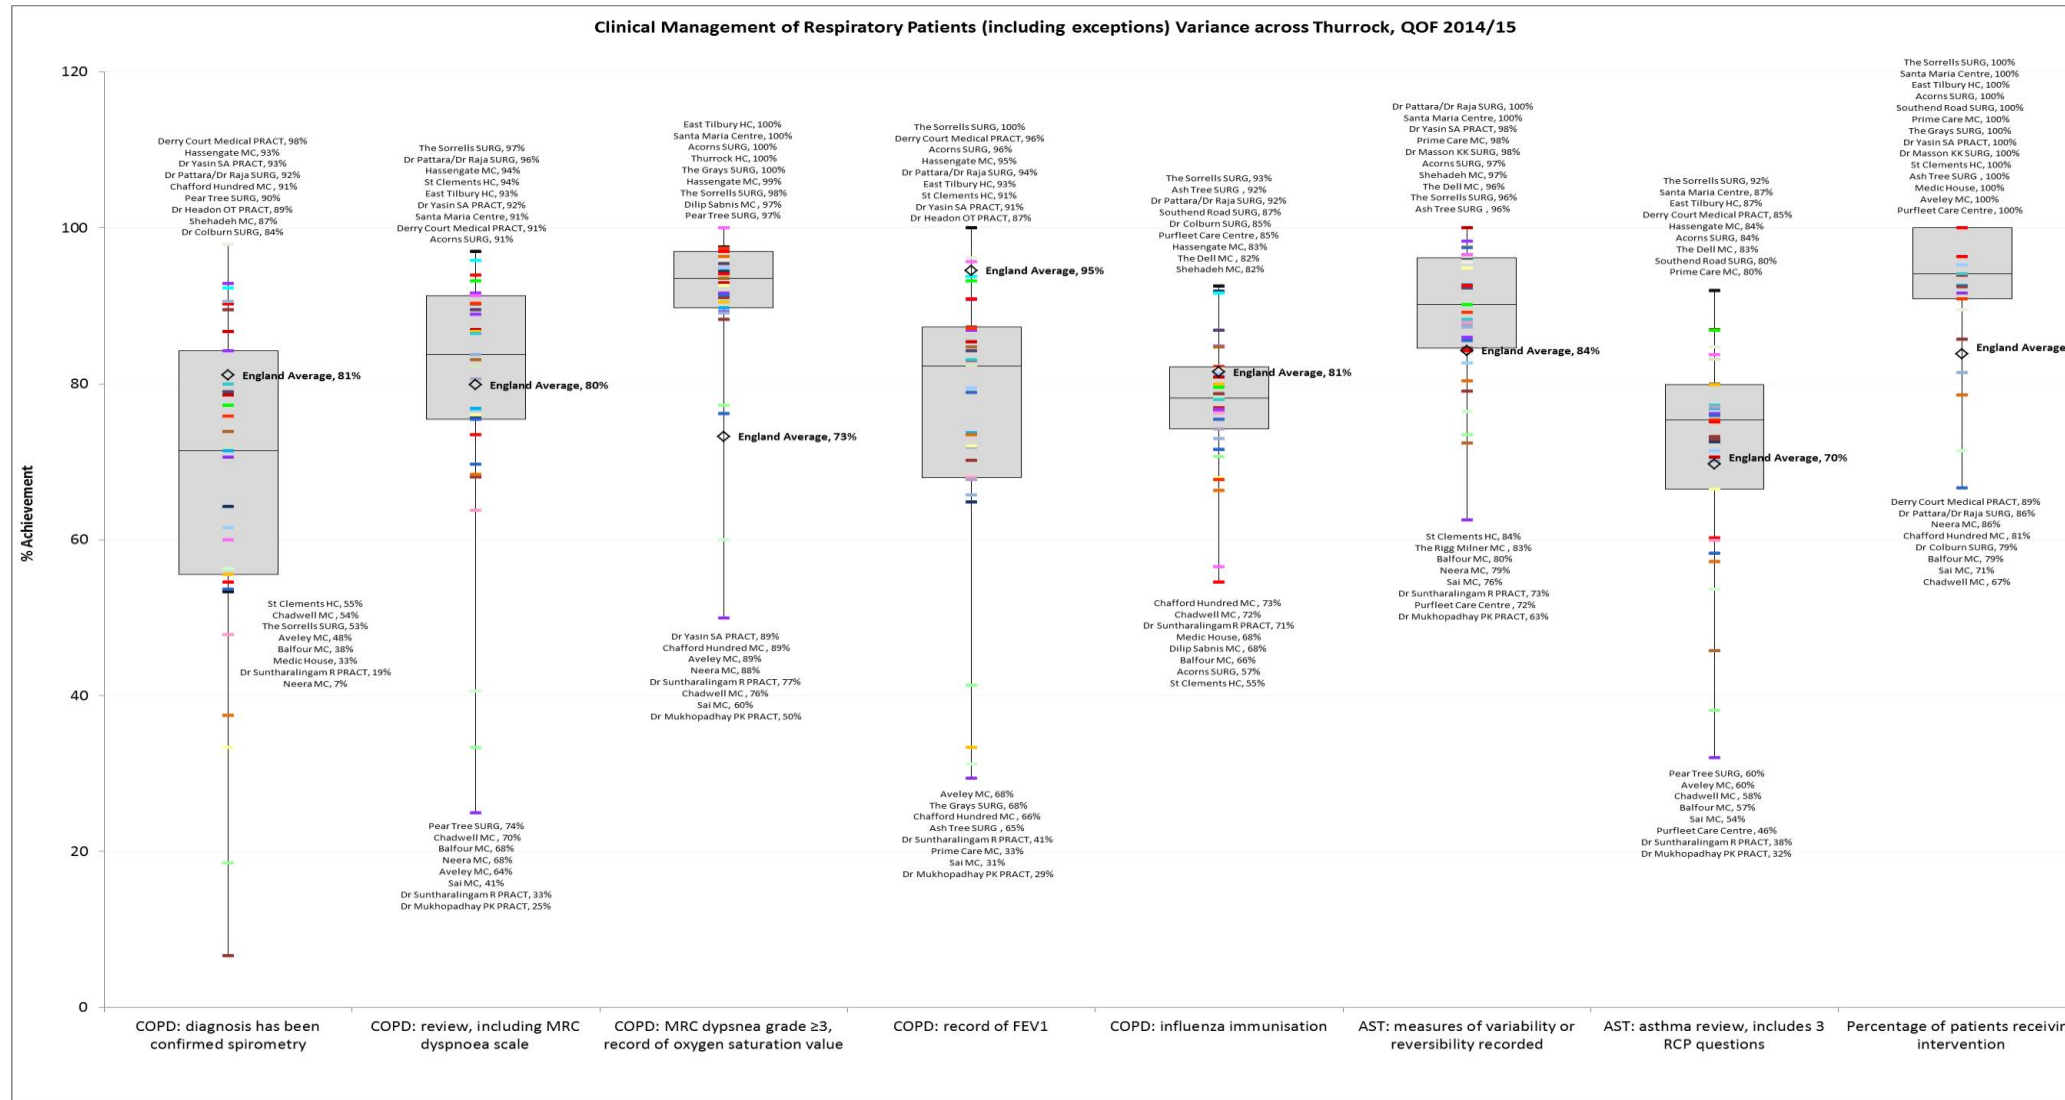 Clinical Management of Respiratory Patients (including exceptions) Variance across Thurrock, QOF 2014/15
% Achievement
120
100
80
60
40
20
0
Derry Court Medical PRACT, 98%
Hassengate MC, 93%
Dr Yasin SA PRACT, 93%
Dr Pattara/Dr Raja SURG, 92%
Chafford Hundred MC , 91%
Pear Tree SURG, 90%
Dr Headon OT PRACT, 89%
Shehadeh MC, 87%
Dr Colburn SURG, 84%
England Average, 81%
St Clements HC, 55%
Chadwell MC , 54%
The Sorrells SURG, 53%
Aveley MC, 48%
Balfour MC, 38%
Medic House, 33%
Dr Suntharalingam R PRACT, 19%
Neera MC, 7%
COPD: diagnosis has been
confirmed spirometry
The Sorrells SURG, 97%
Dr Pattara/Dr Raja SURG, 96%
Hassengate MC, 94%
St Clements HC, 94%
East Tilbury HC, 93%
Dr Yasin SA PRACT, 92%
Santa Maria Centre, 91%
Derry Court Medical PRACT, 91%
Acorns SURG, 91%
England Average, 80%
Pear Tree SURG, 74%
Chadwell MC , 70%
Balfour MC, 68%
Neera MC, 68%
Aveley MC, 64%
Sai MC, 41%
Dr Suntharalingam R PRACT, 33%
Dr Mukhopadhay PK PRACT, 25%
COPD: review, including MRC
dyspnoea scale
East Tilbury HC, 100%
Santa Maria Centre, 100%
Acorns SURG, 100%
Thurrock HC, 100%
The Grays SURG, 100%
Hassengate MC, 99%
The Sorrells SURG, 98%
Dilip Sabnis MC, 97%
Pear Tree SURG, 97%
England Average, 73%
Dr Yasin SA PRACT, 89%
Chafford Hundred MC , 89%
Aveley MC, 89%
Neera MC, 88%
Dr Suntharalingam R PRACT, 77%
Chadwell MC , 76%
Sai MC, 60%
Dr Mukhopadhay PK PRACT, 50%
COPD: MRC dypsnea grade ≥3,
record of oxygen saturation value
The Sorrells SURG, 100%
Derry Court Medical PRACT, 96%
Acorns SURG, 96%
Hassengate MC, 95%
Dr Pattara/Dr Raja SURG, 94%
East Tilbury HC, 93%
St Clements HC, 91%
Dr Yasin SA PRACT, 91%
Dr Headon OT PRACT, 87%
England Average, 95%
Aveley MC, 68%
The Grays SURG, 68%
Chafford Hundred MC , 66%
Ash Tree SURG , 65%
Dr Suntharalingam R PRACT, 41%
Prime Care MC, 33%
Sai MC, 31%
Dr Mukhopadhay PK PRACT, 29%
COPD: record of FEV1
The Sorrells SURG, 93%
Ash Tree SURG , 92%
Dr Pattara/Dr Raja SURG, 92%
Southend Road SURG, 87%
Dr Colburn SURG, 85%
Purfleet Care Centre , 85%
Hassengate MC, 83%
The Dell MC , 82%
Shehadeh MC, 82%
England Average, 81%
Chafford Hundred MC , 73%
Chadwell MC , 72%
Dr Suntharalingam R PRACT, 71%
Medic House, 68%
Dilip Sabnis MC, 68%
Balfour MC, 66%
Acorns SURG, 57%
St Clements HC, 55%
COPD: influenza immunisation
Dr Pattara/Dr Raja SURG, 100%
Santa Maria Centre, 100%
Dr Yasin SA PRACT, 98%
Prime Care MC, 98%
Dr Masson KK SURG, 98%
Acorns SURG, 97%
Shehadeh MC, 97%
The Dell MC , 96%
The Sorrells SURG, 96%
Ash Tree SURG , 96%
England Average, 84%
St Clements HC, 84%
The Rigg Milner MC , 83%
Balfour MC, 80%
Neera MC, 79%
Sai MC, 76%
Dr Suntharalingam R PRACT, 73%
Purfleet Care Centre , 72%
Dr Mukhopadhay PK PRACT, 63%
AST: measures of variability or
reversibility recorded
The Sorrells SURG, 92%
Santa Maria Centre, 87%
East Tilbury HC, 87%
Derry Court Medical PRACT, 85%
Hassengate MC, 84%
Acorns SURG, 84%
The Dell MC , 83%
Southend Road SURG, 80%
Prime Care MC, 80%
England Average, 70%
Pear Tree SURG, 60%
Aveley MC, 60%
Chadwell MC , 58%
Balfour MC, 57%
Sai MC, 54%
Purfleet Care Centre , 46%
Dr Suntharalingam R PRACT, 38%
Dr Mukhopadhay PK PRACT, 32%
AST: asthma review, includes 3
RCP questions
The Sorrells SURG, 100%
Santa Maria Centre, 100%
East Tilbury HC, 100%
Acorns SURG, 100%
Southend Road SURG, 100%
Prime Care MC, 100%
The Grays SURG, 100%
Dr Yasin SA PRACT, 100%
Dr Masson KK SURG, 100%
St Clements HC, 100%
Ash Tree SURG , 100%
Medic House, 100%
Aveley MC, 100%
Purfleet Care Centre, 100%
England Average
Derry Court Medical PRACT, 89%
Dr Pattara/Dr Raja SURG, 86%
Neera MC, 86%
Chafford Hundred MC , 81%
Dr Colburn SURG, 79%
Balfour MC, 79%
Sai MC, 71%
Chadwell MC , 67%
Percentage of patients receivin
intervention